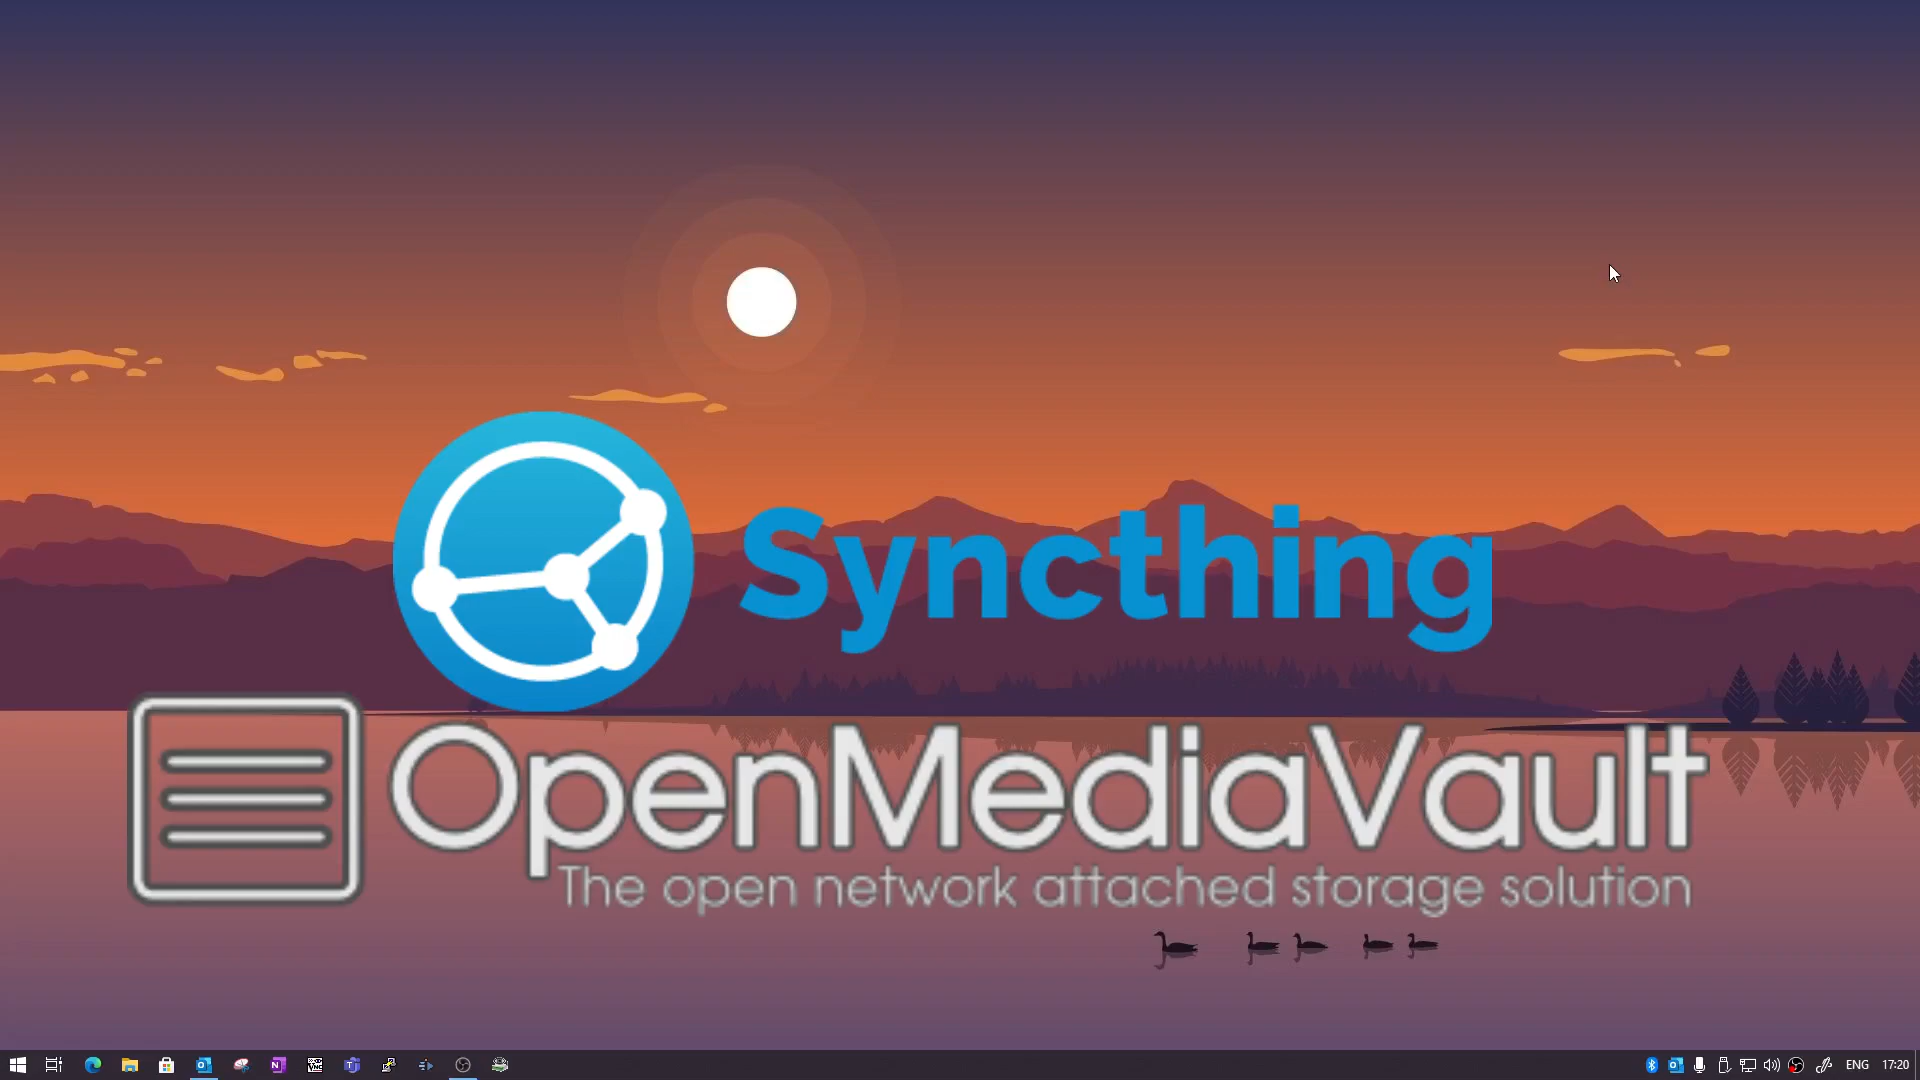 Syncthing
OpenMediaVault
The open network attached storage solution
ENG 17:20